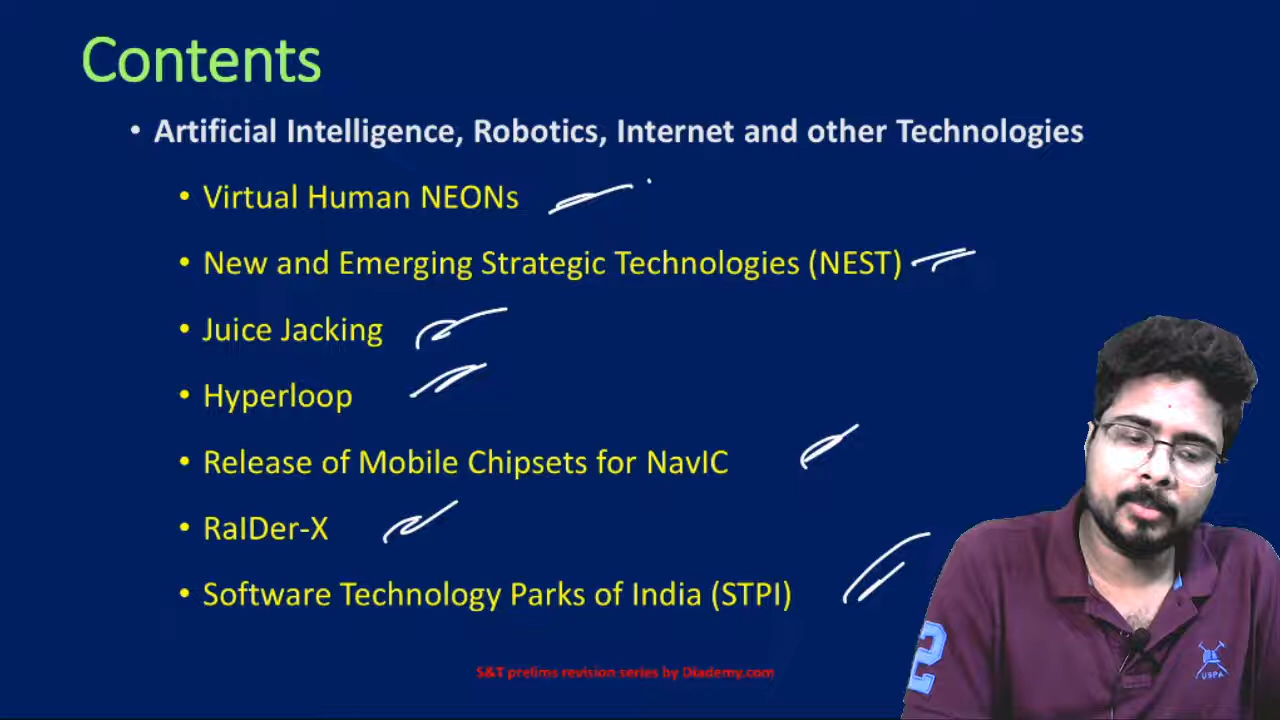 Contents
• Artificial Intelligence, Robotics, Internet and other Technologies
• Virtual Human NEONs
• New and Emerging Strategic Technologies (NEST)
• Juice Jacking
• Hyperloop
• Release of Mobile Chipsets for NavIC
• RaIDer-X
• Software Technology Parks of India (STPI)
S&T prelims revision series by Diademy.com
2
USPA